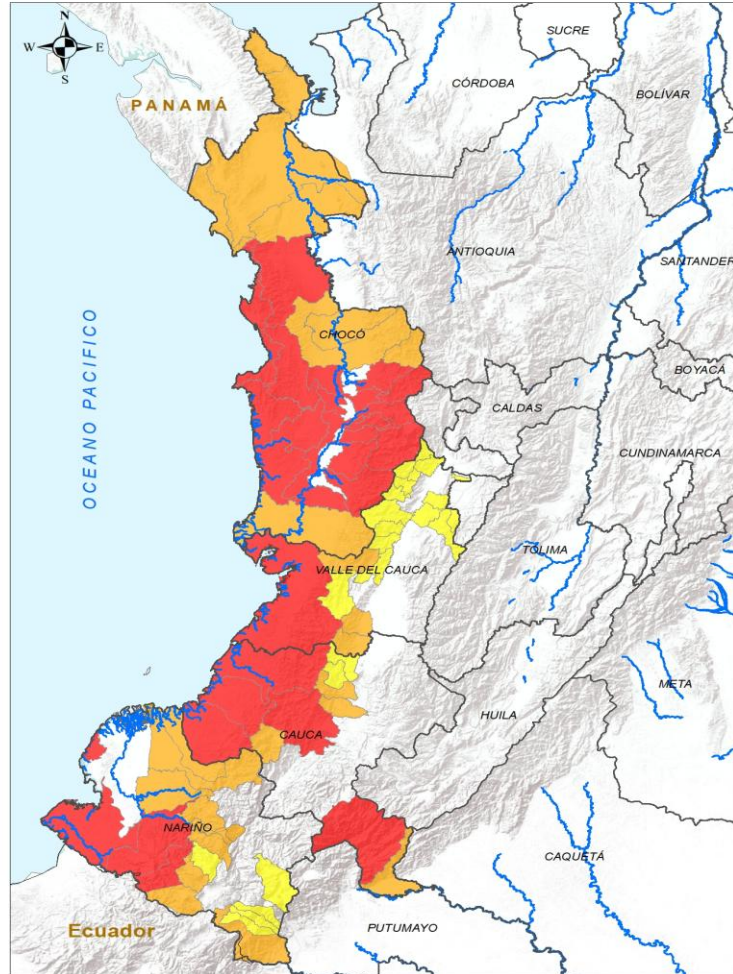 SUCRE
N
W E
S
CÓRDOBA
BOLÍVAR
PANAMÁ
ANTIOQUIA
SANTANDER
OCEANO PACIFICO
CHOCÓ
BOYACÁ
CALDAS
CUNDINAMARCA
TOLIMA
VALLE DEL CAUCA
META
HUILA
CAUCA
NARIÑO
CAQUETÁ
PUTUMAYO
Ecuador